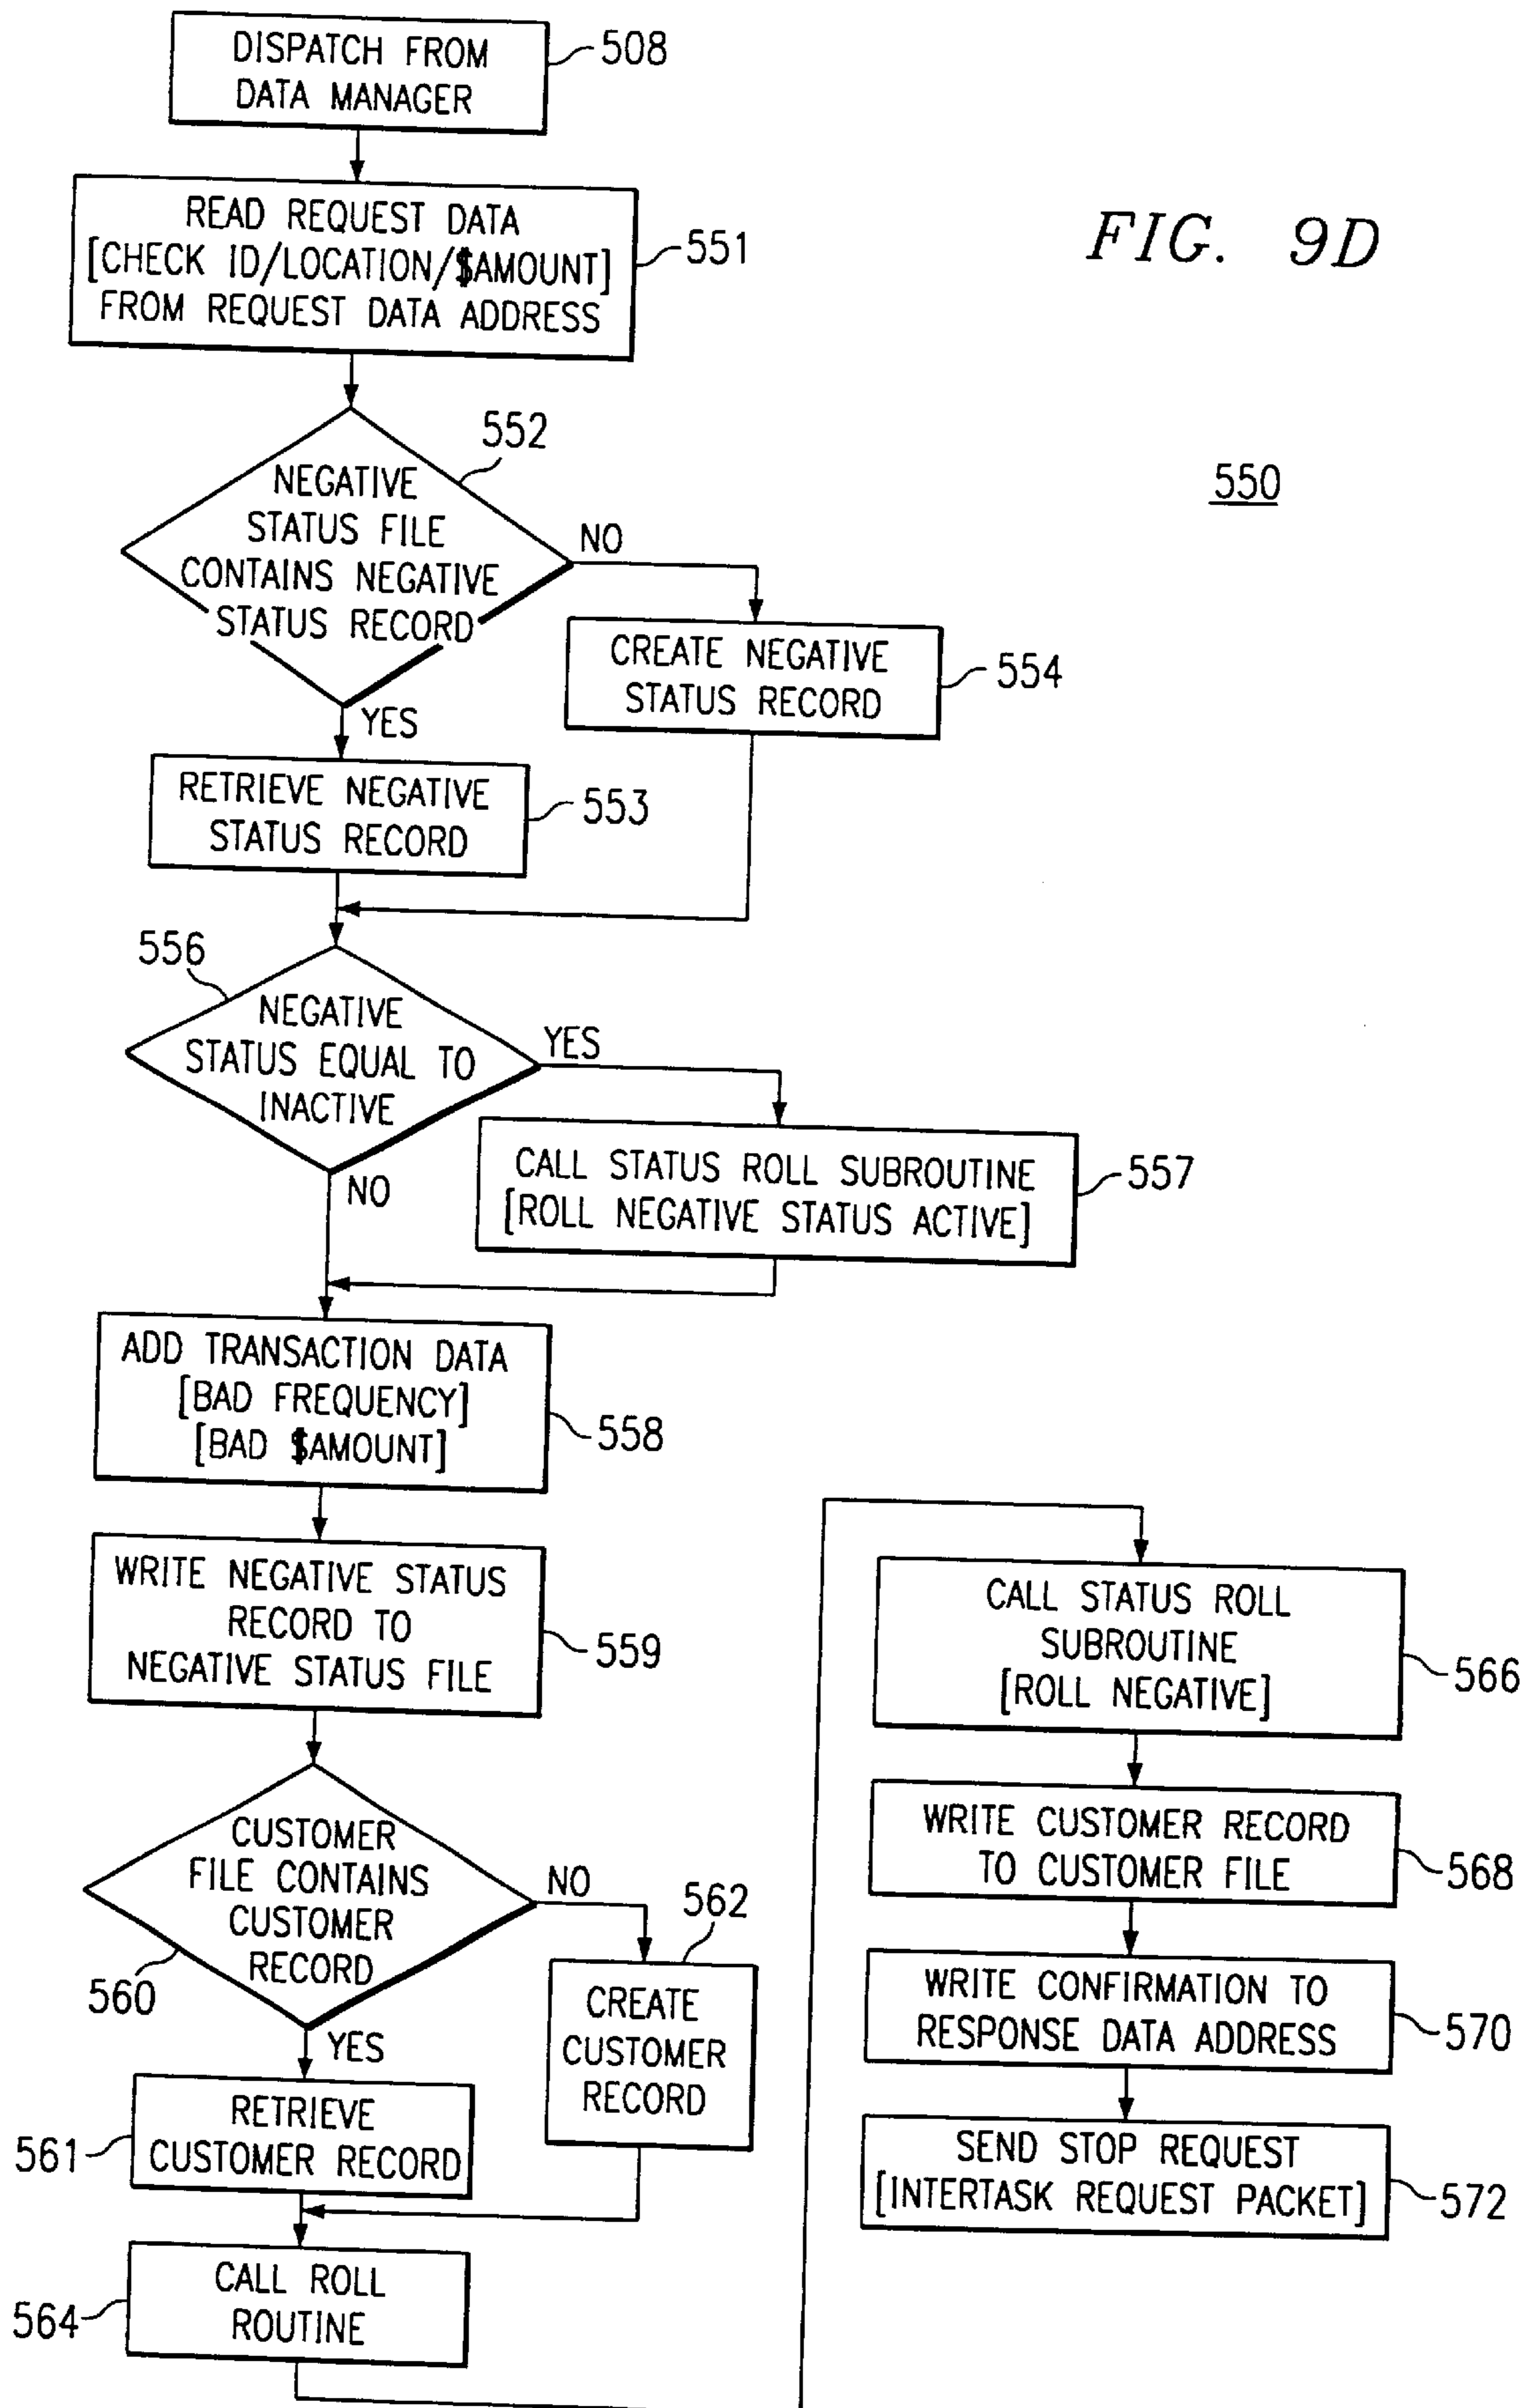 DISPATCH FROM
DATA MANAGER
508
READ REQUEST DATA
[CHECK ID/LOCATION/$AMOUNT]
FROM REQUEST DATA ADDRESS
551
FIG. 9D
550
552
NEGATIVE
STATUS FILE
CONTAINS NEGATIVE
STATUS RECORD
NO
YES
CREATE NEGATIVE
STATUS RECORD
554
RETRIEVE NEGATIVE
STATUS RECORD
553
556
NEGATIVE
STATUS EQUAL TO
INACTIVE
YES
NO
CALL STATUS ROLL SUBROUTINE
[ROLL NEGATIVE STATUS ACTIVE]
557
ADD TRANSACTION DATA
[BAD FREQUENCY]
[BAD $AMOUNT]
558
WRITE NEGATIVE STATUS
RECORD TO
NEGATIVE STATUS FILE
559
CUSTOMER
FILE CONTAINS
CUSTOMER
RECORD
560
NO
YES
562
CREATE
CUSTOMER
RECORD
RETRIEVE
CUSTOMER RECORD
561
CALL ROLL
ROUTINE
564
CALL STATUS ROLL
SUBROUTINE
[ROLL NEGATIVE]
566
WRITE CUSTOMER RECORD
TO CUSTOMER FILE
568
WRITE CONFIRMATION TO
RESPONSE DATA ADDRESS
570
SEND STOP REQUEST
[INTERTASK REQUEST PACKET]
572